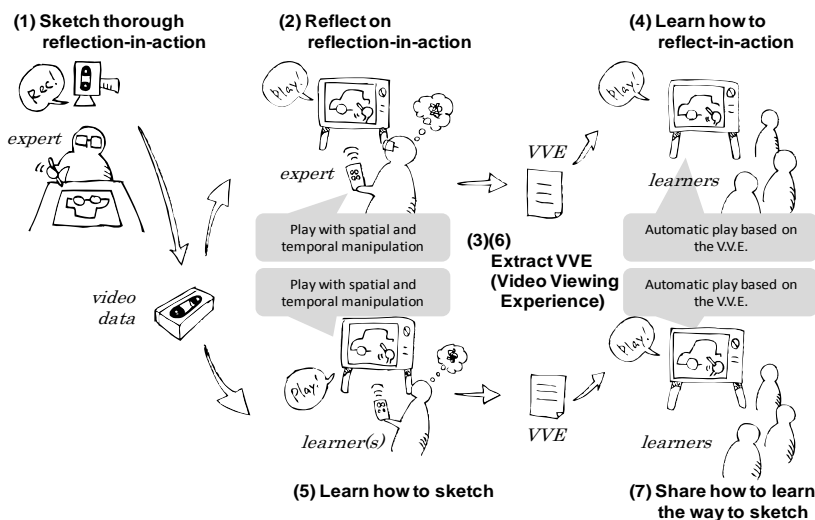 (1) Sketch thorough
reflection-in-action
(2) Reflect on
reflection-in-action
(4) Learn how to
reflect-in-action
Rec!
expert
Play!
expert
VVE
Play!
learners
Play with spatial and
temporal manipulation
(3)(6)
Extract VVE
(Video Viewing
Experience)
Automatic play based on
the V.V.E.
video
data
Play with spatial and
temporal manipulation
Automatic play based on
the V.V.E.
Play!
learner(s)
VVE
Play!
learners
(5) Learn how to sketch
(7) Share how to learn
the way to sketch